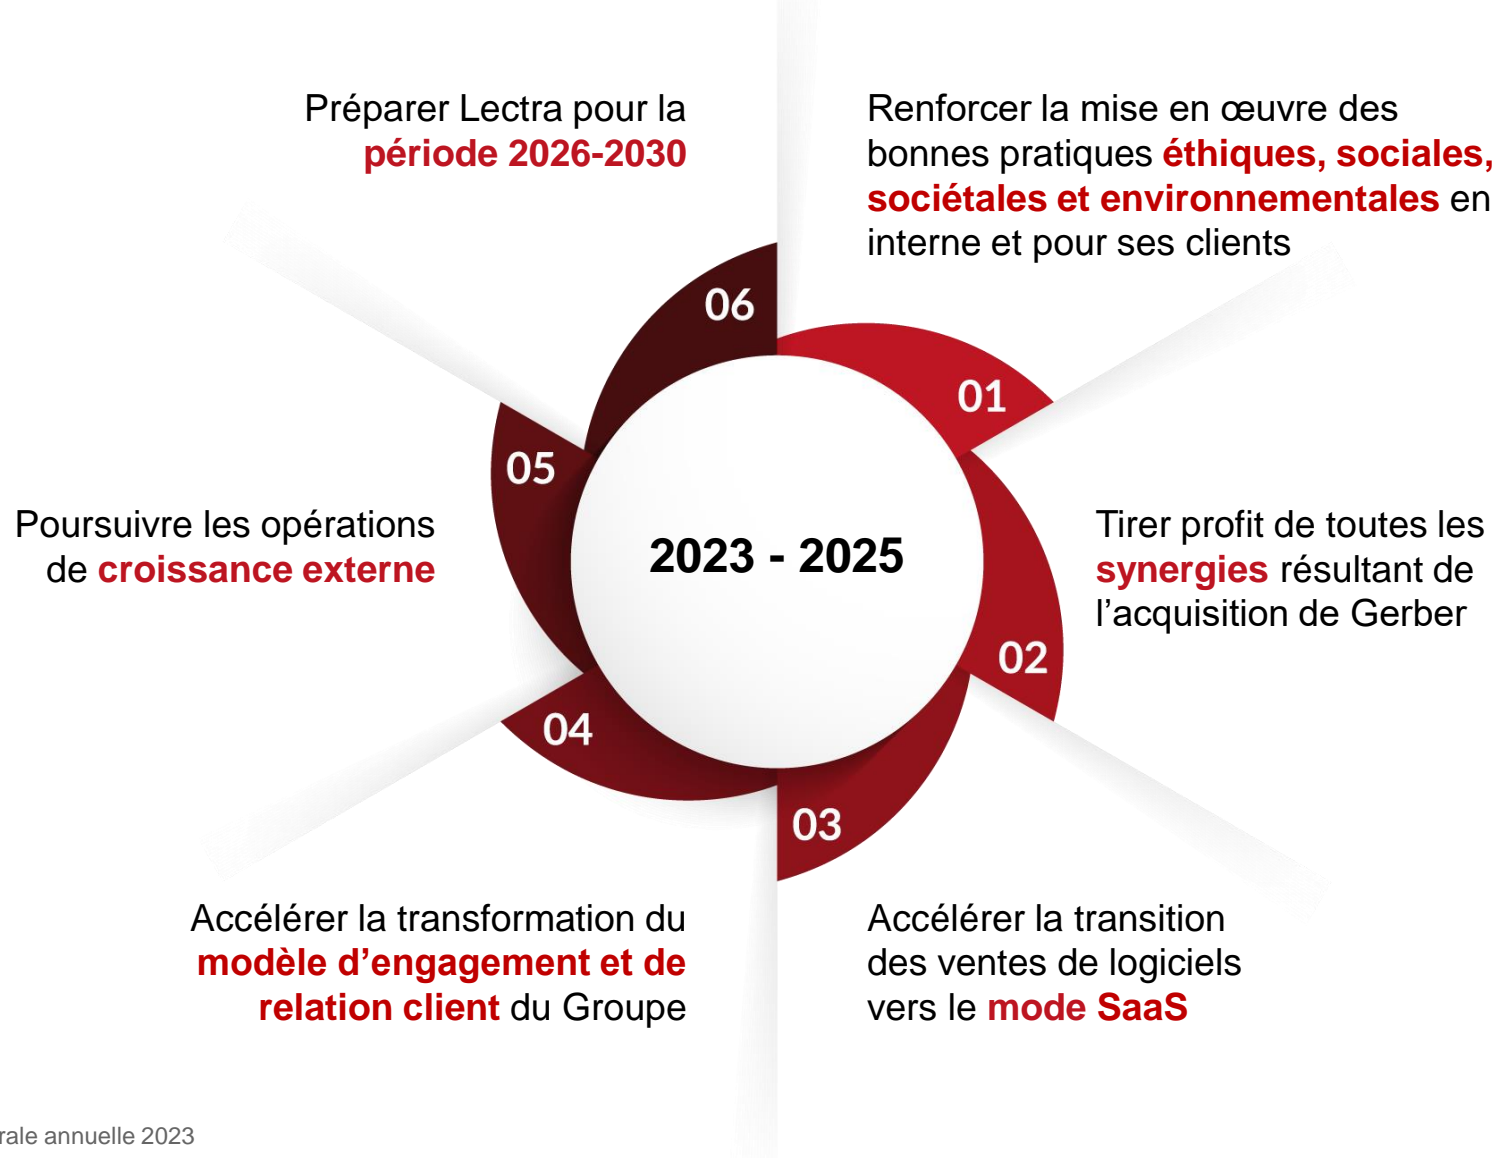 Préparer Lectra pour la
période 2026-2030
06
Renforcer la mise en œuvre des
bonnes pratiques éthiques, sociales,
sociétales et environnementales en
interne et pour ses clients
01
Tirer profit de toutes les
synergies résultant de
l’acquisition de Gerber
02
Accélérer la transition
des ventes de logiciels
vers le mode SaaS
03
Accélérer la transformation du
modèle d’engagement et de
relation client du Groupe
04
Poursuivre les opérations
de croissance externe
05
2023 - 2025
rale annuelle 2023